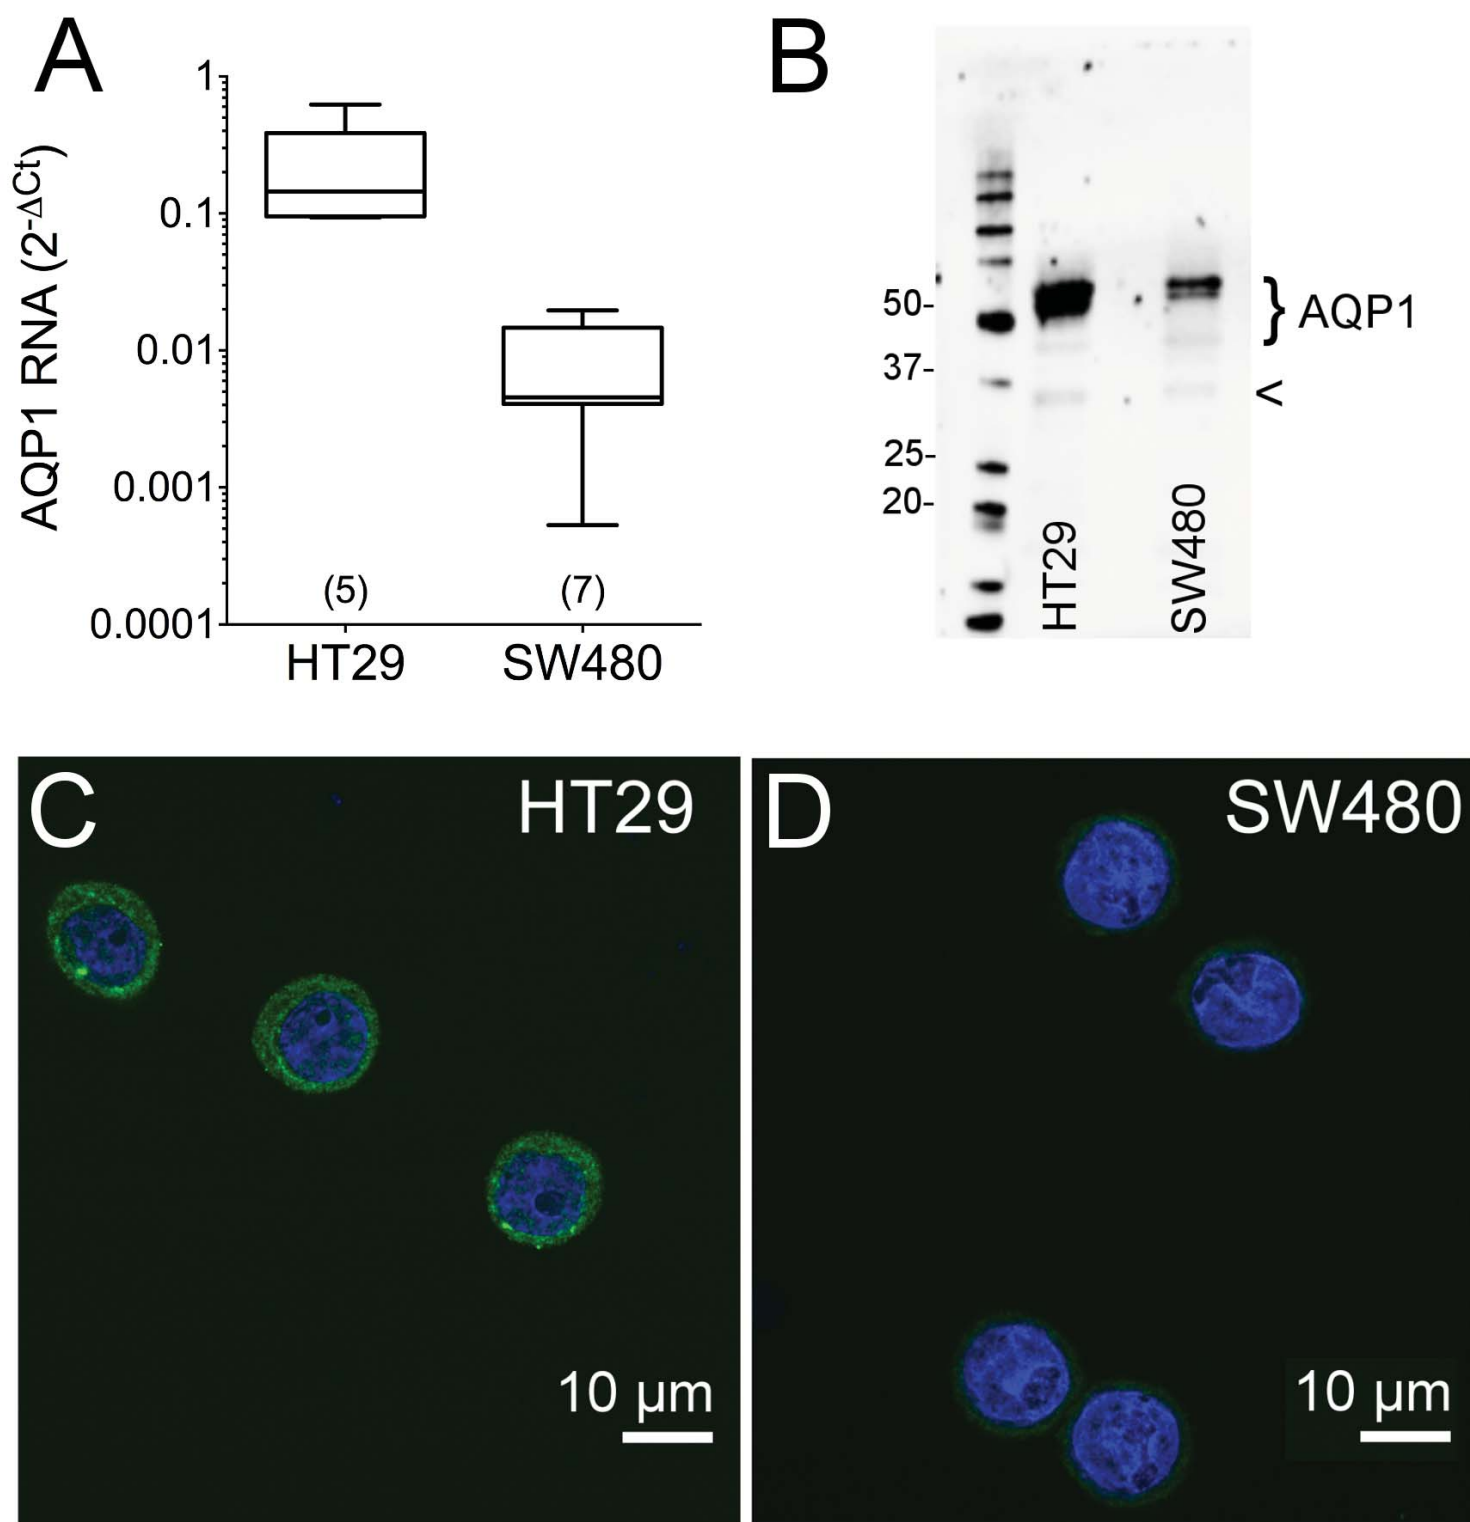 A
AQP1 RNA (2-ΔCt)
1
0.1
0.01
0.001
0.0001
(5)
(7)
HT29
SW480
B
50-
37-
25-
20-
} AQP1
<
HT29
SW480
C
HT29
10 µm
D
SW480
10 µm